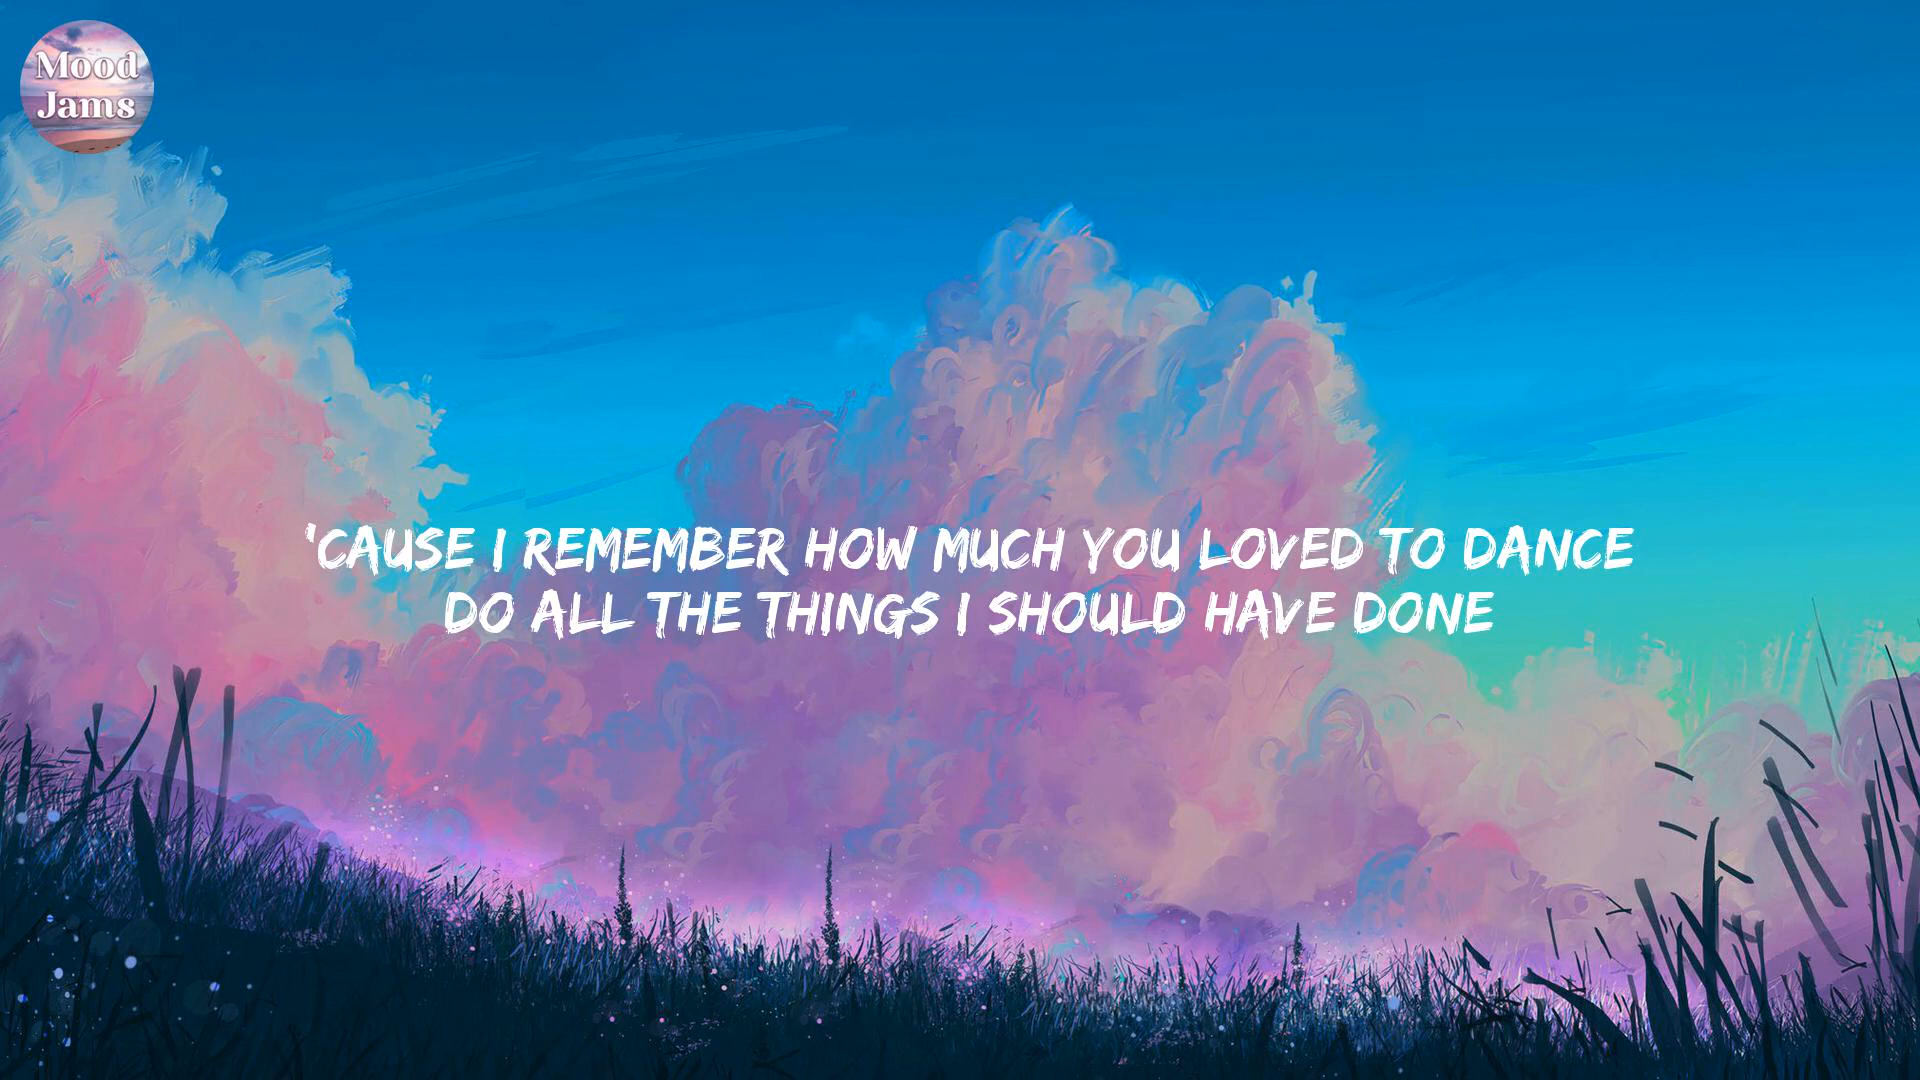 Mood
Jams
'CAUSE I REMEMBER HOW MUCH YOU LOVED TO DANCE
DO ALL THE THINGS I SHOULD HAVE DONE